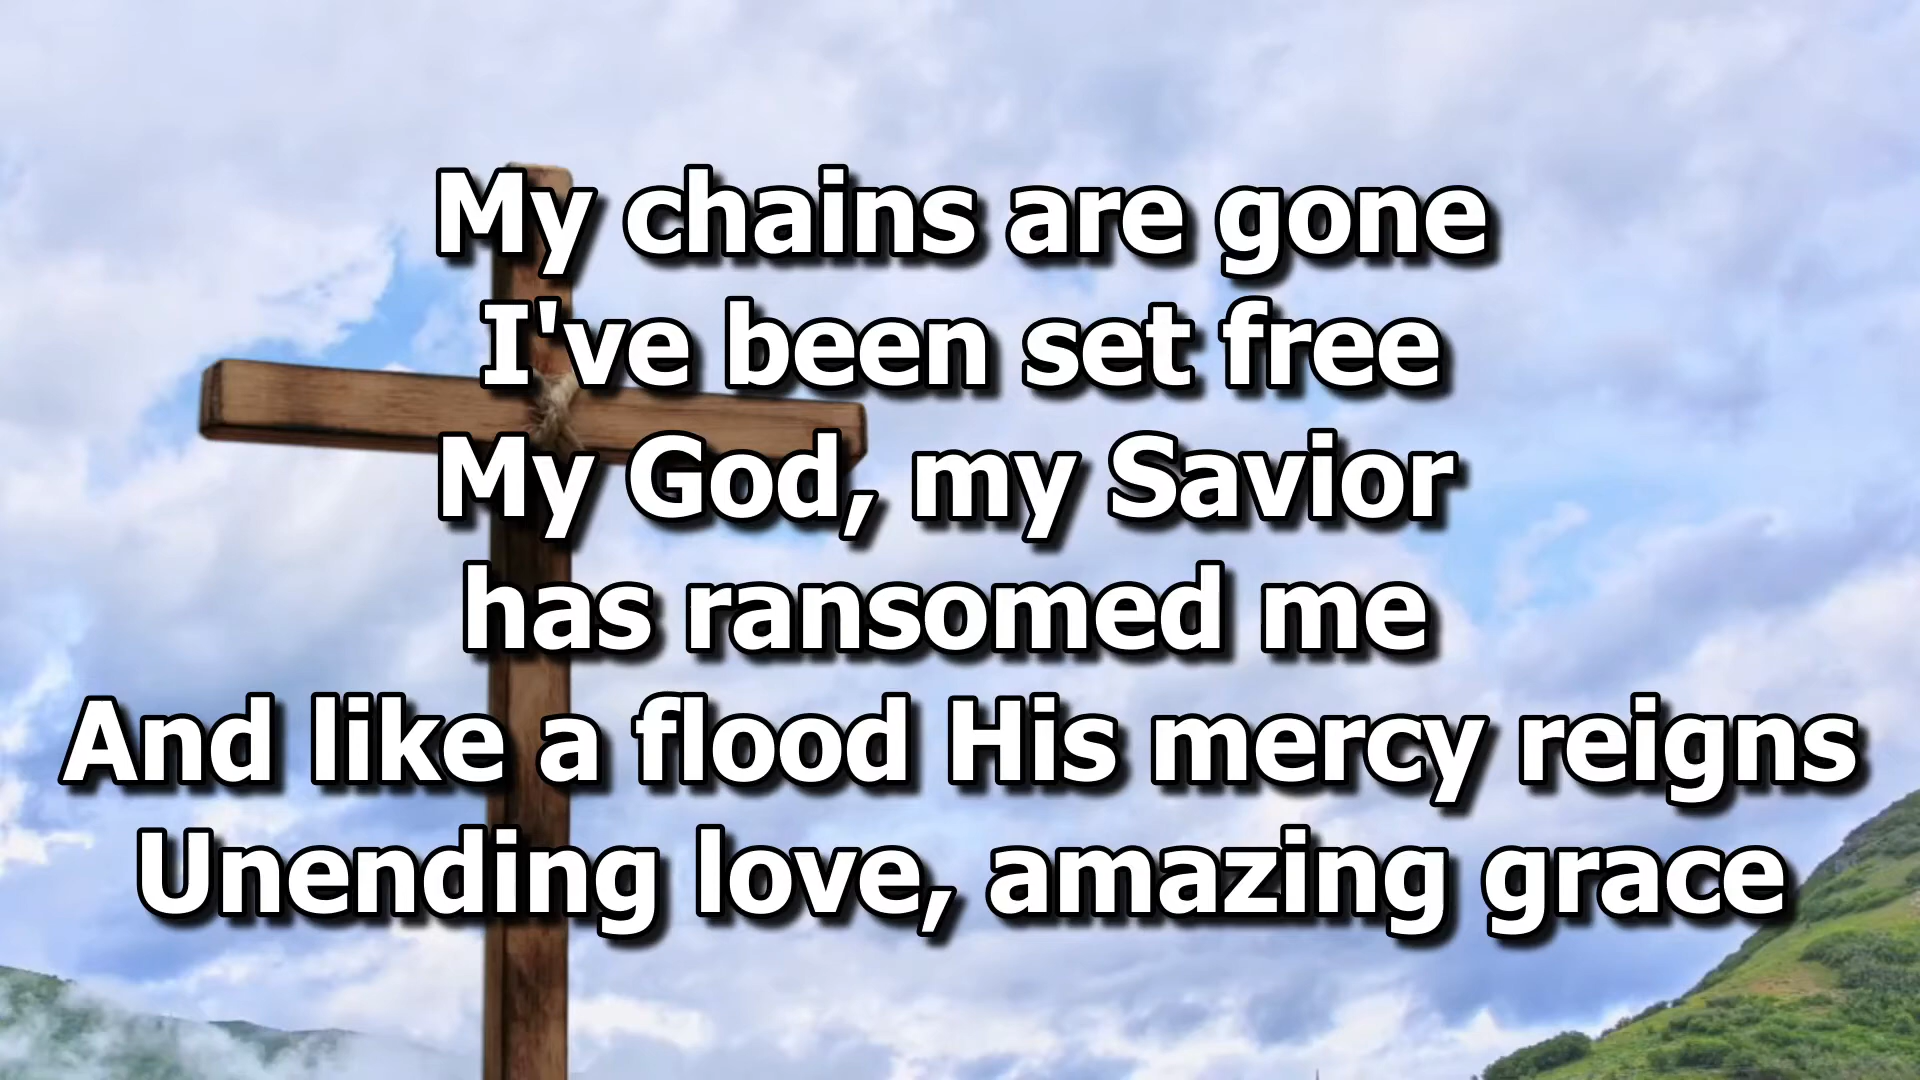 My chains are gone
I've been set free
My God, my Savior
has ransomed me
And like a flood His mercy reigns
Unending love, amazing grace